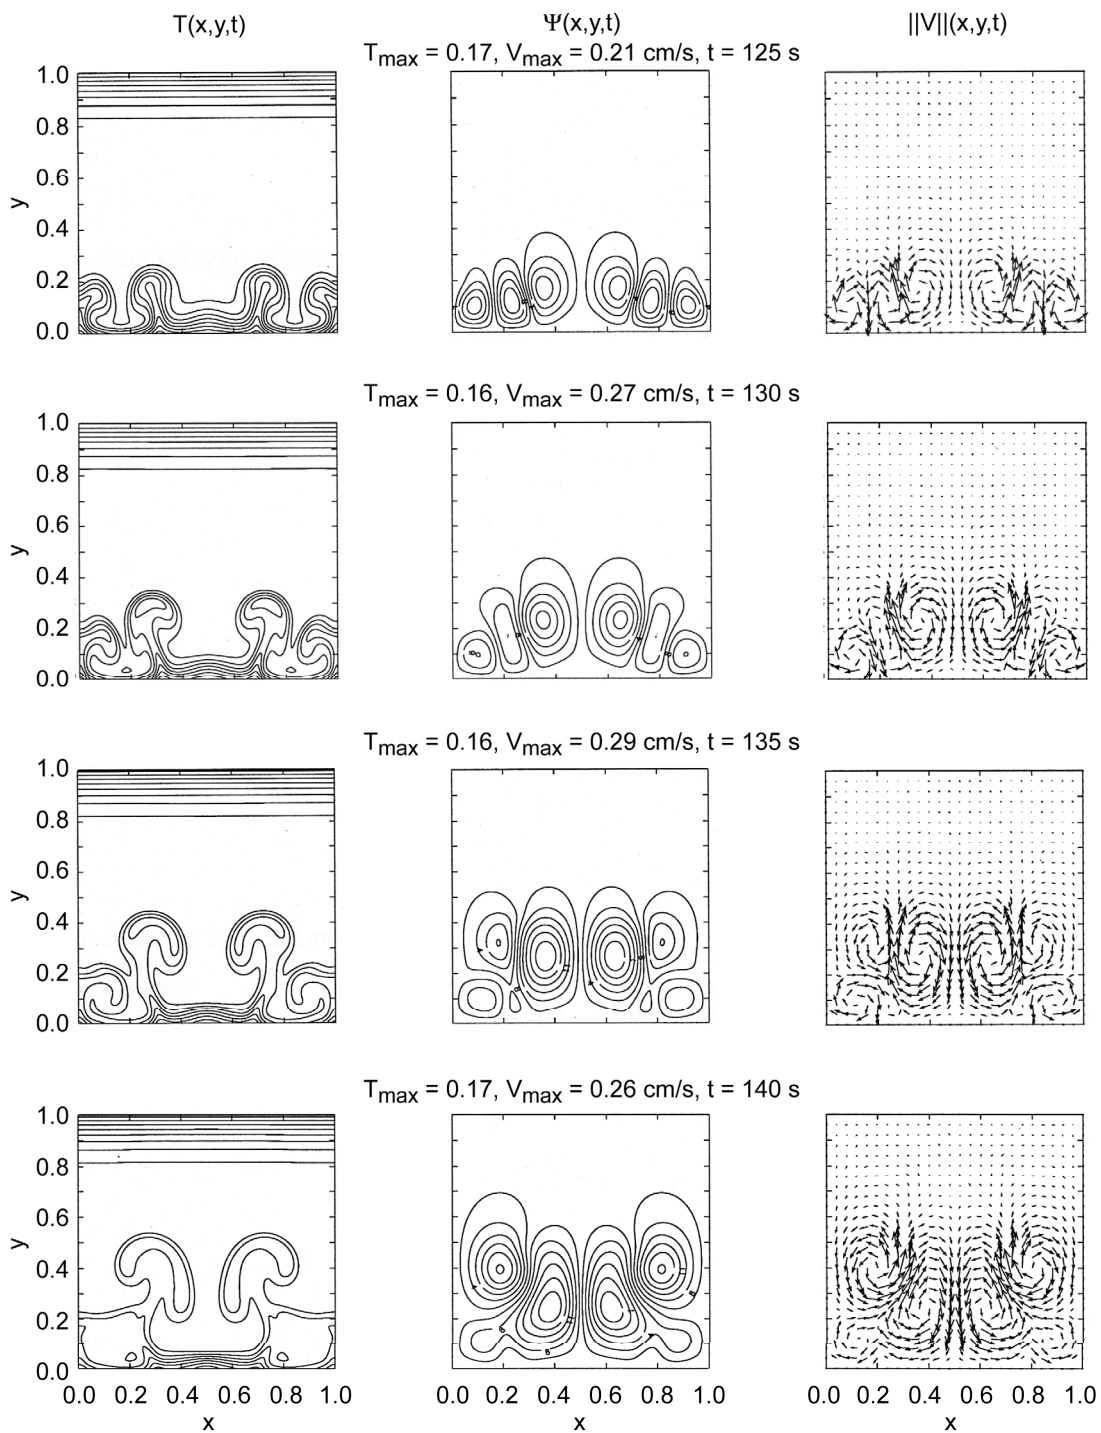 T(x,y,t) Ψ(x,y,t) ||V||(x,y,t)
Tmax = 0.17, Vmax = 0.21 cm/s, t = 125 s
1.0
0.8
0.6
y
0.4
0.2
0.0
Tmax = 0.16, Vmax = 0.27 cm/s, t = 130 s
1.0
0.8
0.6
y
0.4
0.2
0.0
Tmax = 0.16, Vmax = 0.29 cm/s, t = 135 s
1.0
0.8
0.6
y
0.4
0.2
0.0
Tmax = 0.17, Vmax = 0.26 cm/s, t = 140 s
1.0
0.8
0.6
y
0.4
0.2
0.0
0.0 0.2 0.4 0.6 0.8 1.0 0.0 0.2 0.4 0.6 0.8 1.0 0.0 0.2 0.4 0.6 0.8 1.0
x x x